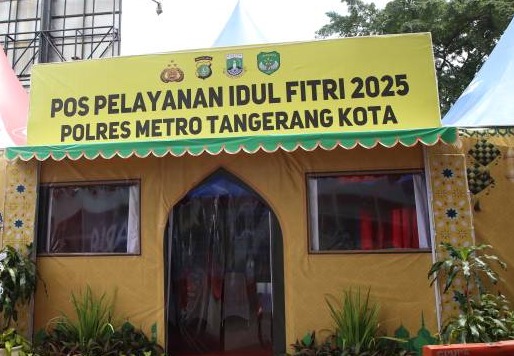 POS PELAYANAN IDUL FITRI 2025
POLRES METRO TANGERANG KOTA